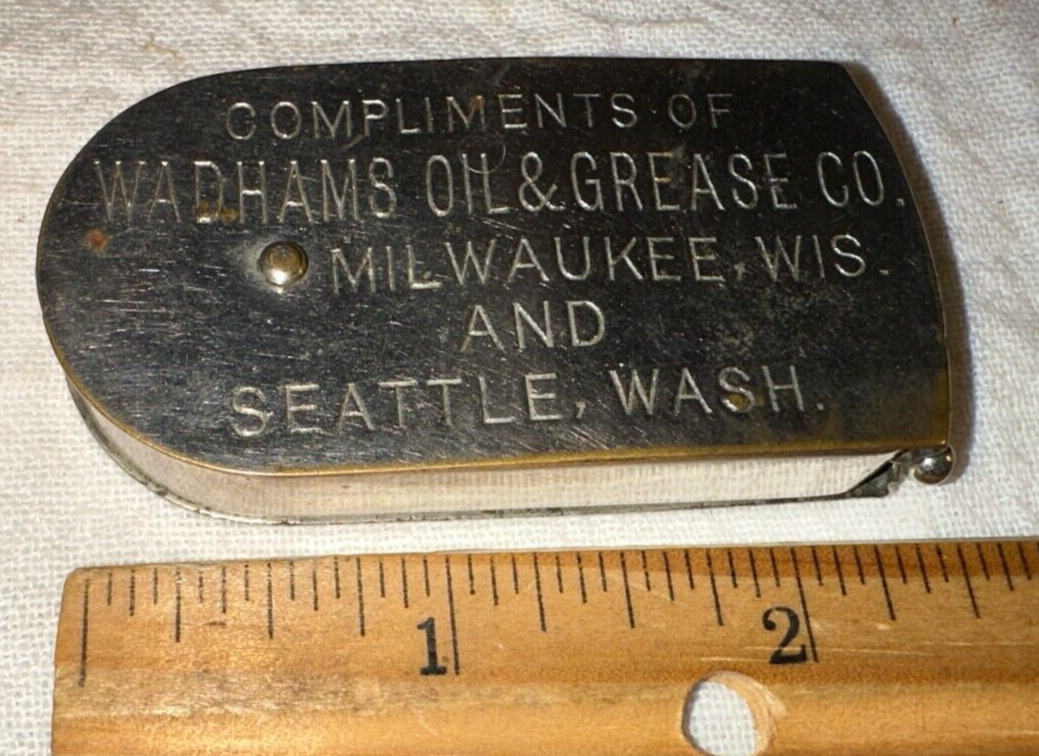 COMPLIMENTS OF
WADHAMS OIL & GREASE CO.
MILWAUKEE, WIS.
AND
SEATTLE, WASH.
1 2